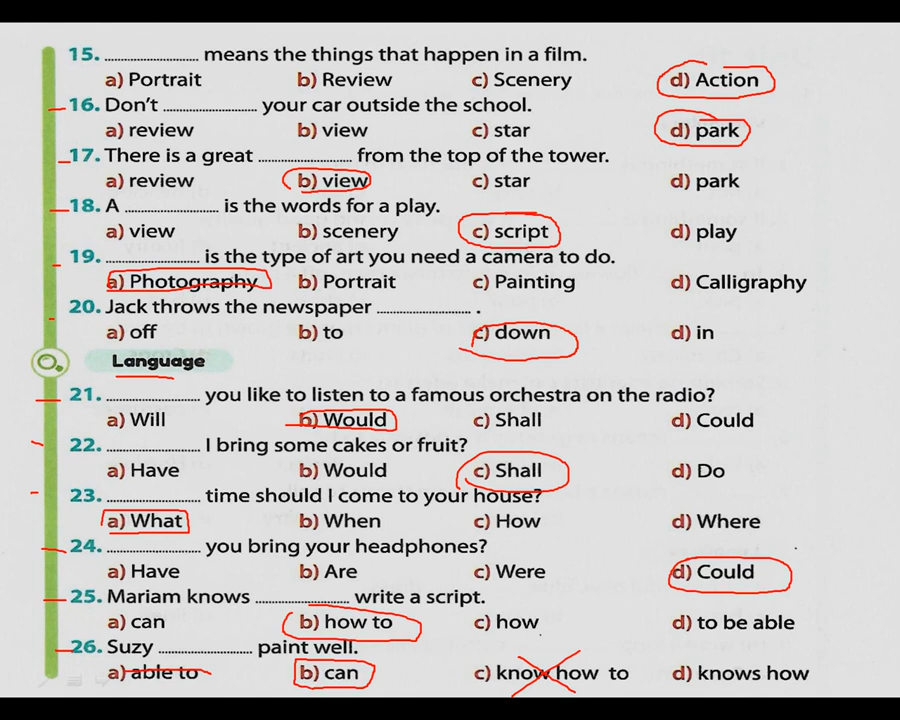 15. .................... means the things that happen in a film.
a) Portrait b) Review c) Scenery d) Action
16. Don't .................... your car outside the school.
a) review b) view c) star d) park
17. There is a great .................... from the top of the tower.
a) review b) view c) star d) park
18. A .................... is the words for a play.
a) view b) scenery c) script d) play
19. .................... is the type of art you need a camera to do.
a) Photography b) Portrait c) Painting d) Calligraphy
20. Jack throws the newspaper .................... .
a) off b) to c) down d) in
Language
21. .................... you like to listen to a famous orchestra on the radio?
a) Will b) Would c) Shall d) Could
22. .................... I bring some cakes or fruit?
a) Have b) Would c) Shall d) Do
23. .................... time should I come to your house?
a) What b) When c) How d) Where
24. .................... you bring your headphones?
a) Have b) Are c) Were d) Could
25. Mariam knows .................... write a script.
a) can b) how to c) how d) to be able
26. Suzy .................... paint well.
a) able to b) can c) know how to d) knows how